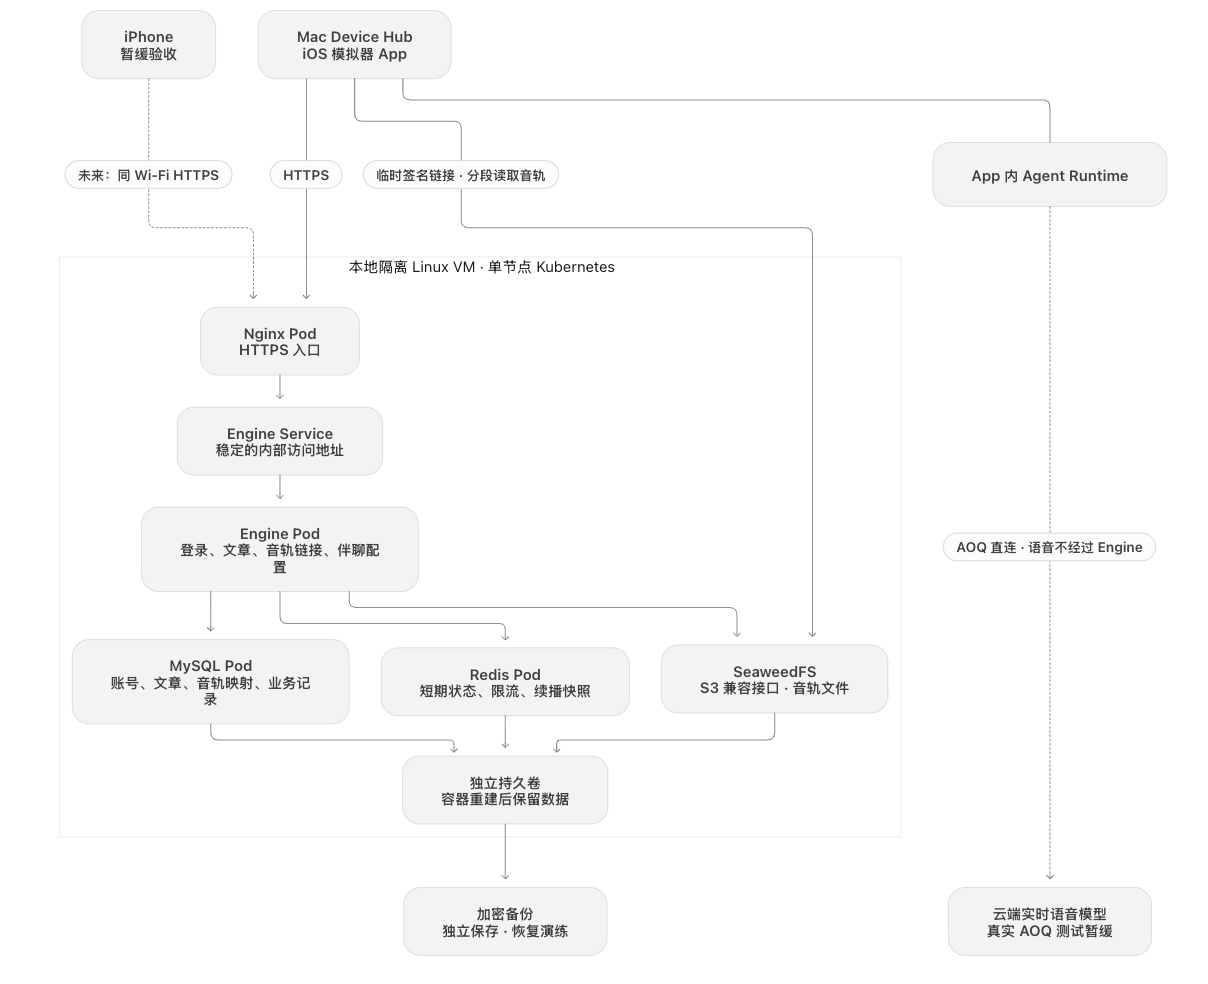 iPhone
暂缓验收
Mac Device Hub
iOS 模拟器 App
未来：同 Wi-Fi HTTPS
HTTPS
临时签名链接 · 分段读取音轨
App 内 Agent Runtime
本地隔离 Linux VM · 单节点 Kubernetes
Nginx Pod
HTTPS 入口
Engine Service
稳定的内部访问地址
Engine Pod
登录、文章、音轨链接、伴聊配
置
AOQ 直连 · 语音不经过 Engine
MySQL Pod
账号、文章、音轨映射、业务记
录
Redis Pod
短期状态、限流、续播快照
SeaweedFS
S3 兼容接口 · 音轨文件
独立持久卷
容器重建后保留数据
加密备份
独立保存 · 恢复演练
云端实时语音模型
真实 AOQ 测试暂缓